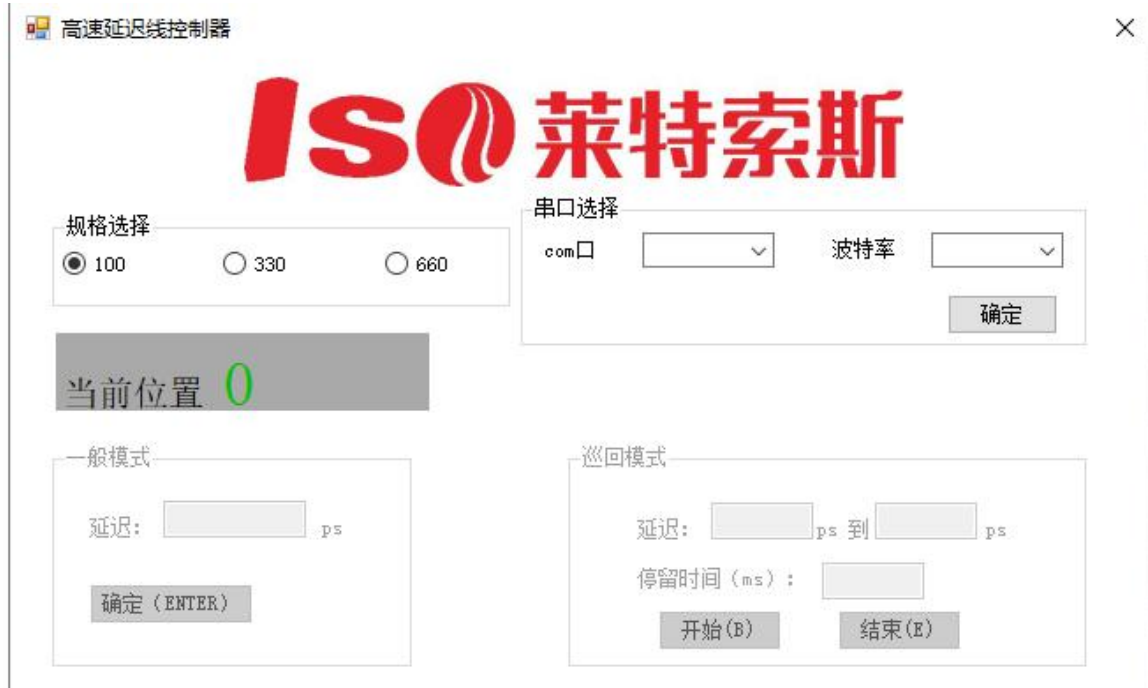 高速延迟线控制器
lSO 莱特索斯
规格选择
100 330 660
串口选择
com口 波特率
确定
当前位置 0
一般模式
延迟: ps
确定(ENTER)
巡回模式
延迟: ps 到 ps
停留时间(ms):
开始(B) 结束(E)